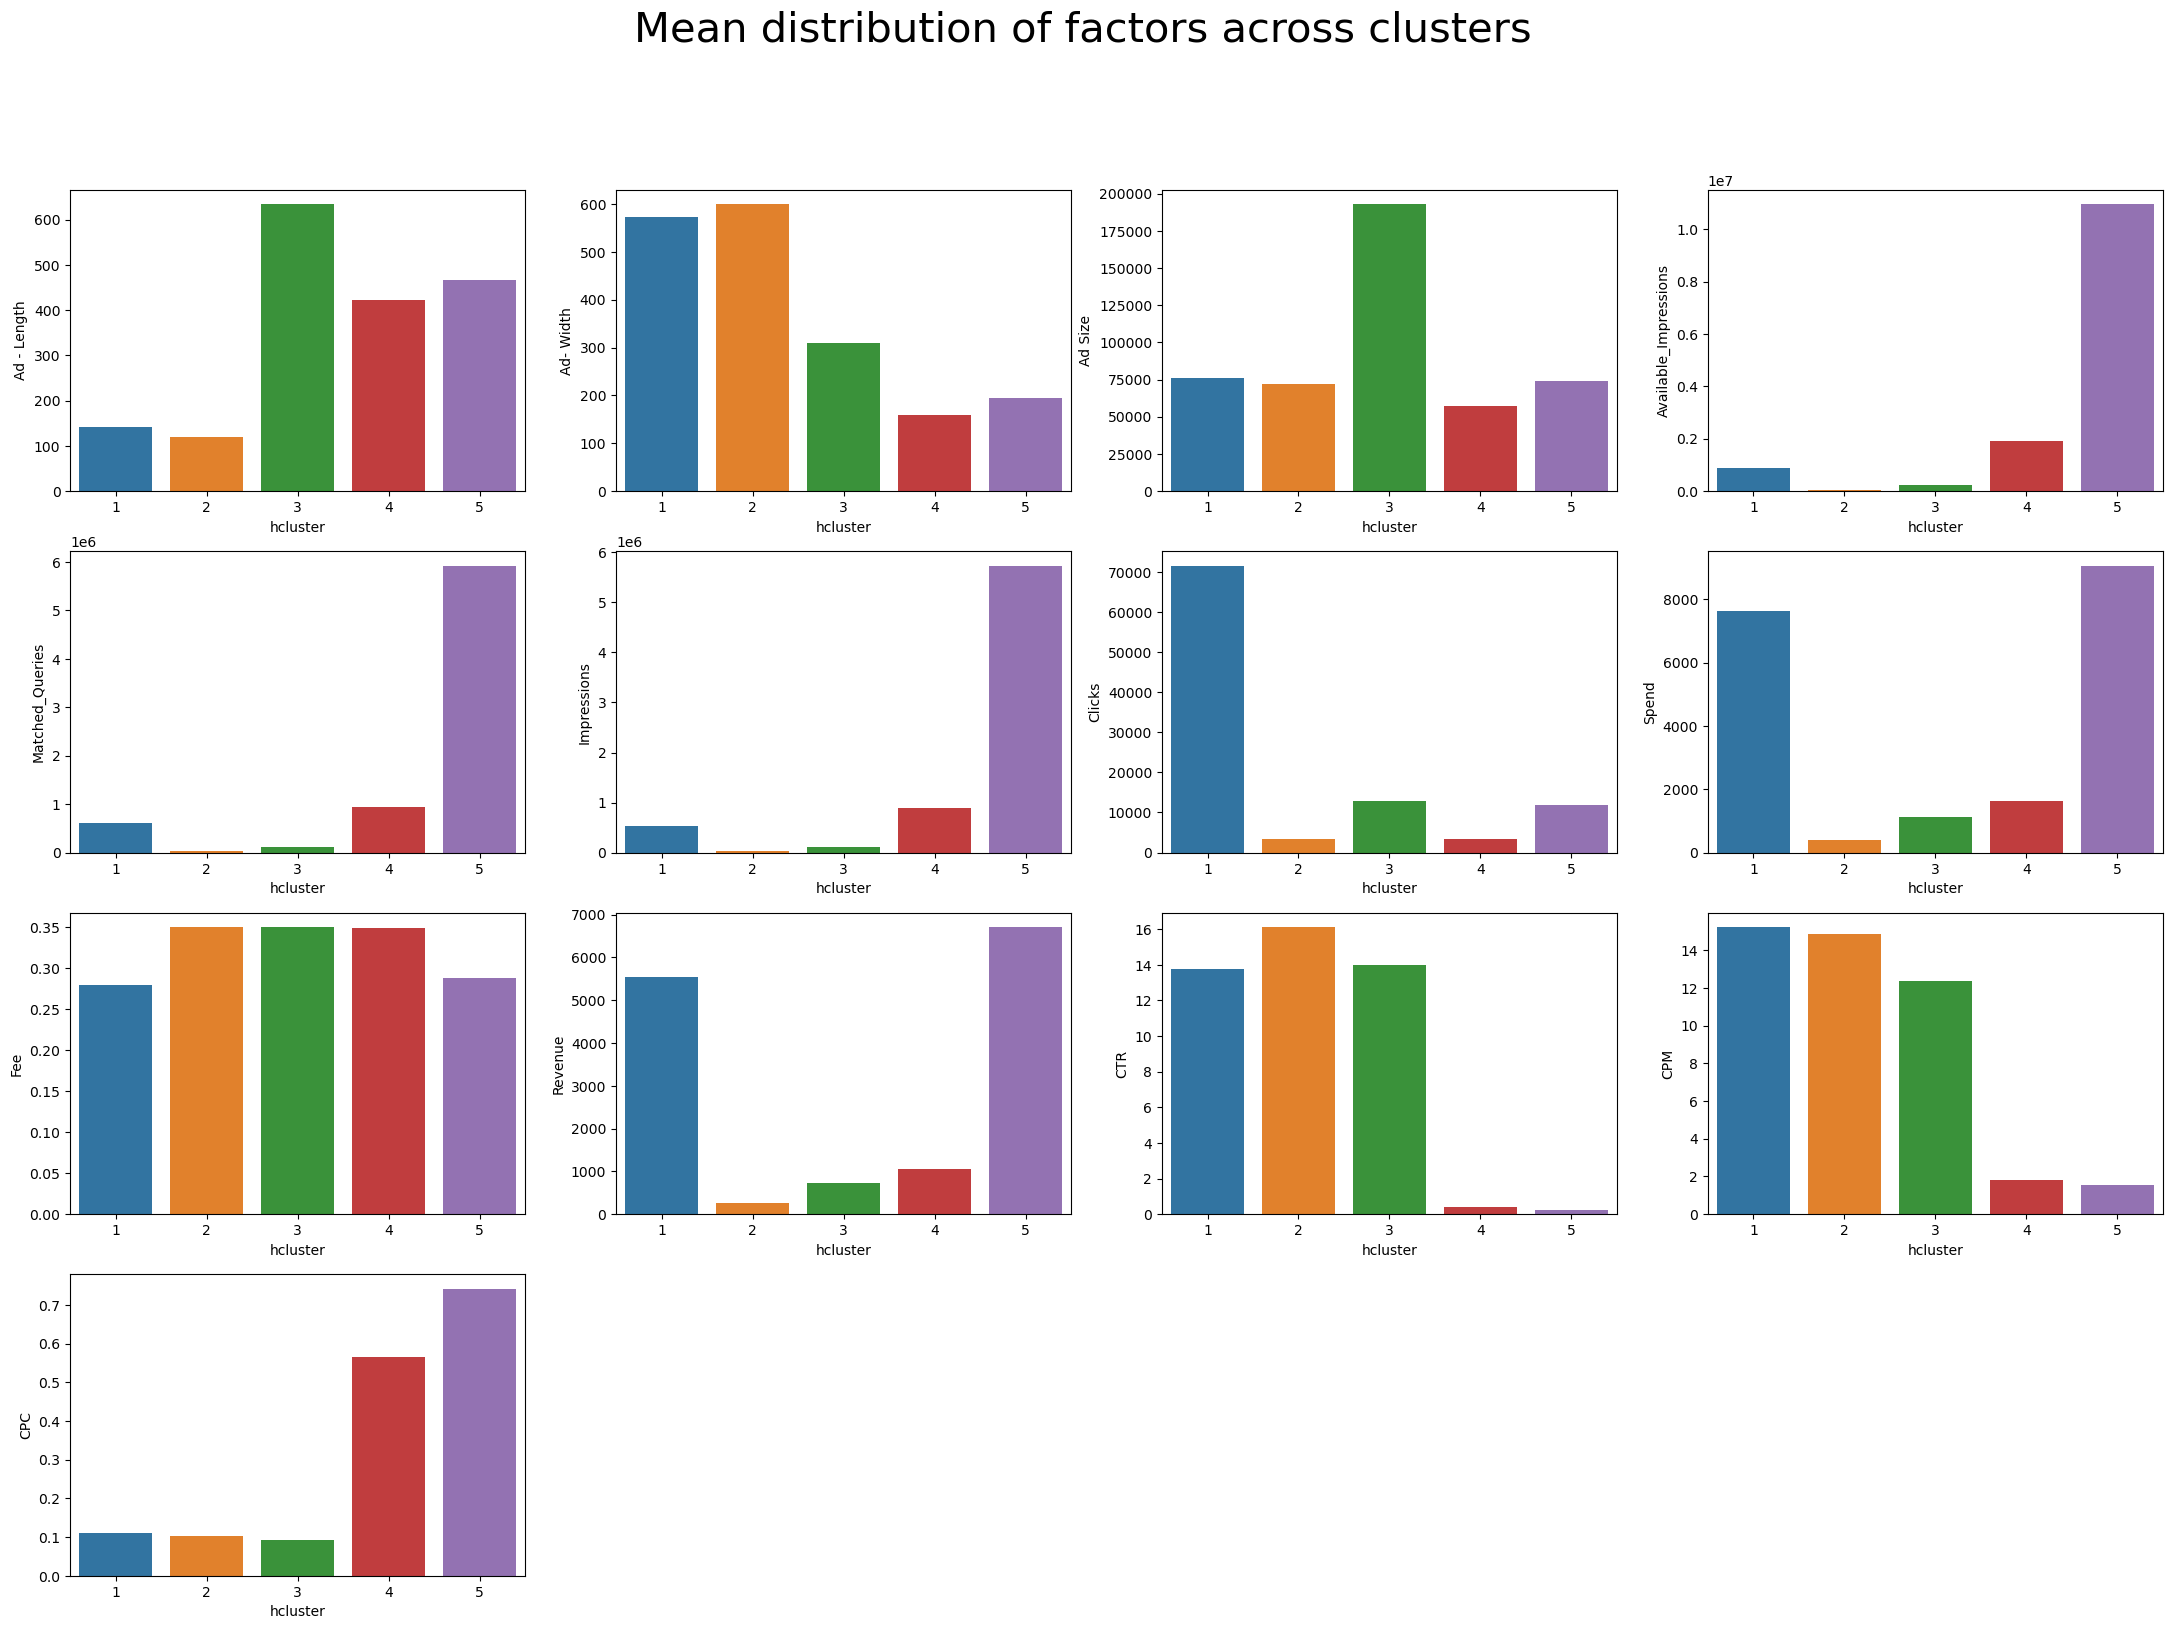 Mean distribution of factors across clusters
Ad - Length
600
500
400
300
200
100
0
1 2 3 4 5
hcluster
Ad- Width
600
500
400
300
200
100
0
1 2 3 4 5
hcluster
Ad Size
200000
175000
150000
125000
100000
75000
50000
25000
0
1 2 3 4 5
hcluster
1e7
Available_Impressions
1.0
0.8
0.6
0.4
0.2
0.0
1 2 3 4 5
hcluster
1e6
Matched_Queries
6
5
4
3
2
1
0
1 2 3 4 5
hcluster
1e6
Impressions
6
5
4
3
2
1
0
1 2 3 4 5
hcluster
Clicks
70000
60000
50000
40000
30000
20000
10000
0
1 2 3 4 5
hcluster
Spend
8000
6000
4000
2000
0
1 2 3 4 5
hcluster
Fee
0.35
0.30
0.25
0.20
0.15
0.10
0.05
0.00
1 2 3 4 5
hcluster
Revenue
7000
6000
5000
4000
3000
2000
1000
0
1 2 3 4 5
hcluster
CTR
16
14
12
10
8
6
4
2
0
1 2 3 4 5
hcluster
CPM
14
12
10
8
6
4
2
0
1 2 3 4 5
hcluster
CPC
0.7
0.6
0.5
0.4
0.3
0.2
0.1
0.0
1 2 3 4 5
hcluster